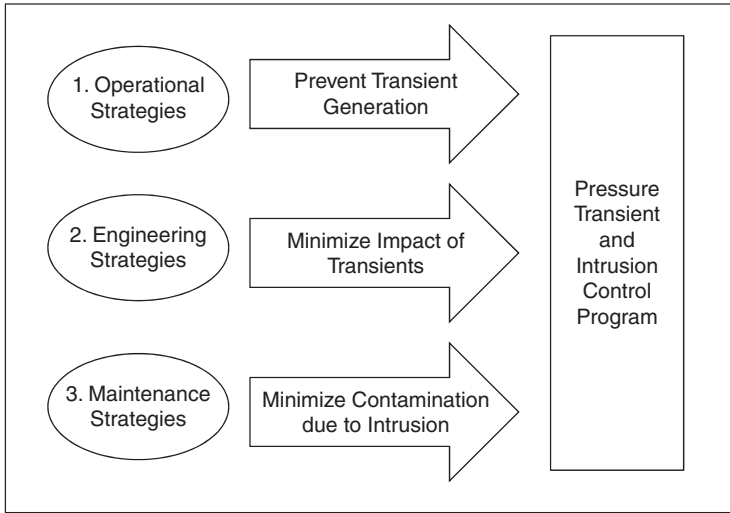 1. Operational
Strategies
Prevent Transient
Generation
2. Engineering
Strategies
Minimize Impact of
Transients
3. Maintenance
Strategies
Minimize Contamination
due to Intrusion
Pressure
Transient
and
Intrusion
Control
Program